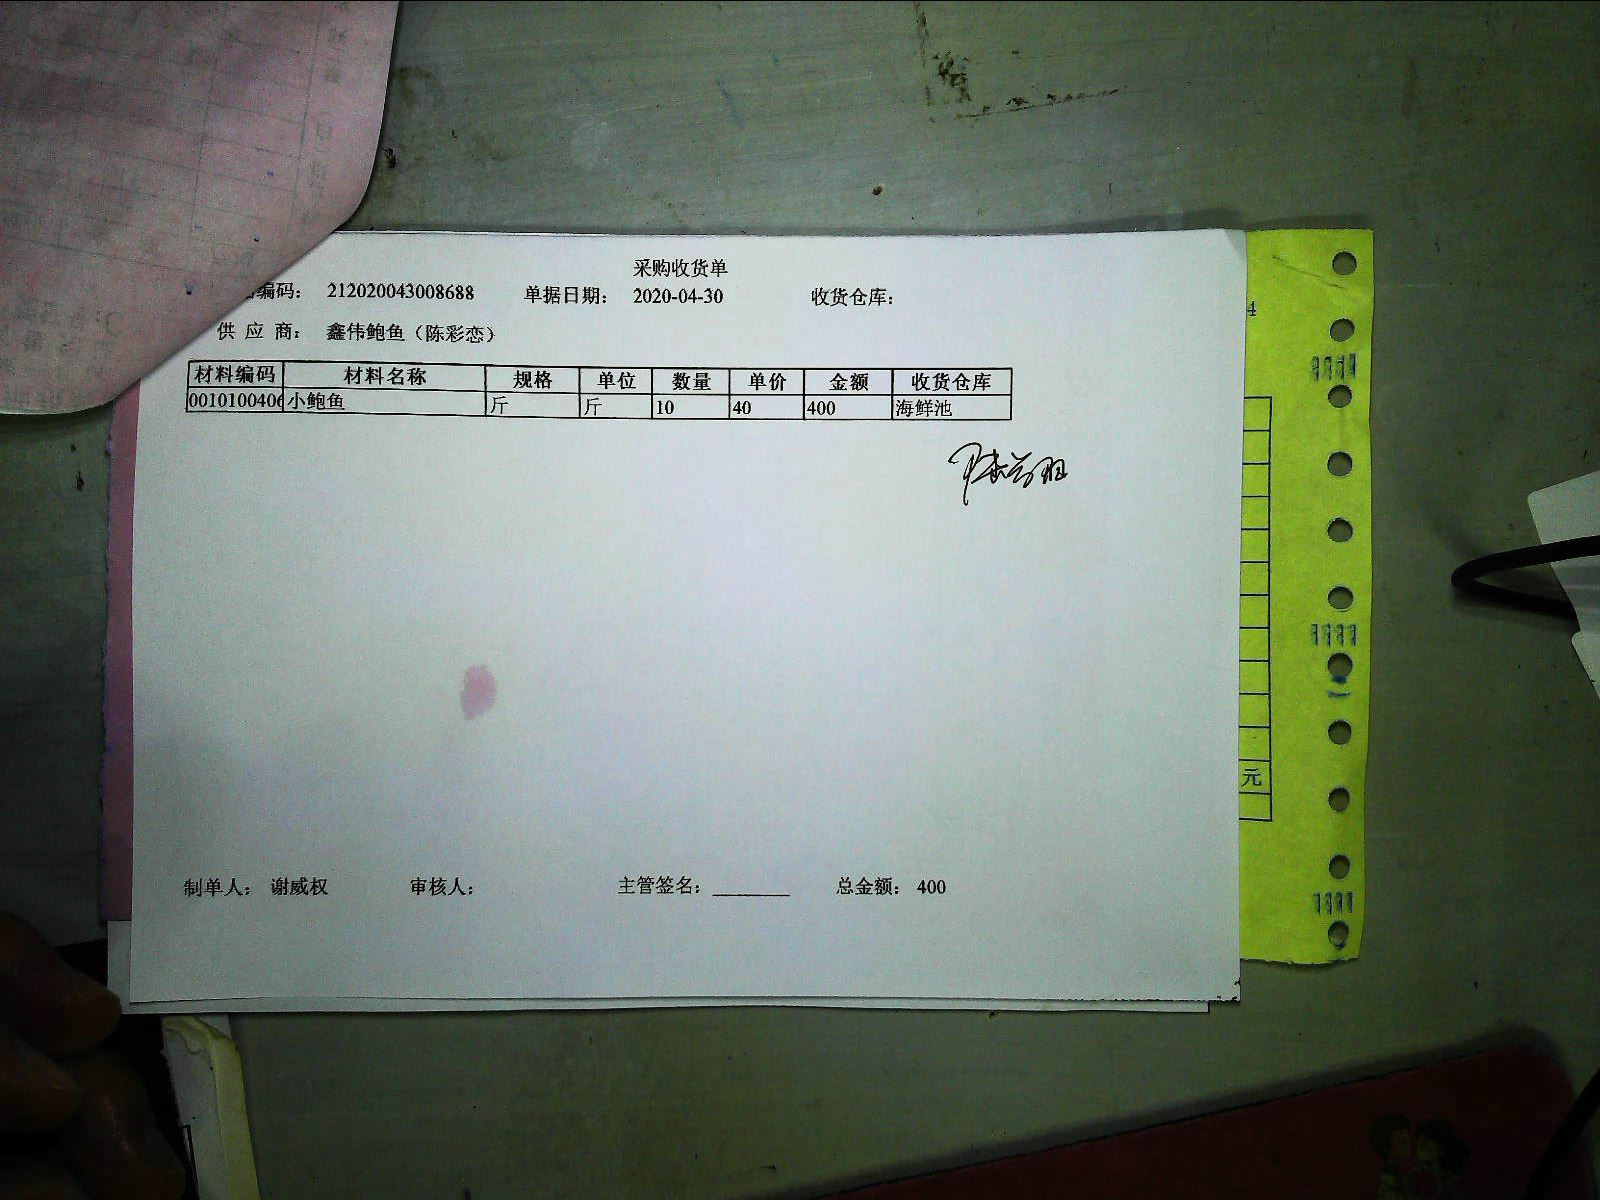 采购收货单
编码: 212020043008688 单据日期: 2020-04-30 收货仓库:
供 应 商: 鑫伟鲍鱼（陈彩恋）
材料编码 材料名称 规格 单位 数量 单价 金额 收货仓库
0010100406 小鲍鱼 斤 斤 10 40 400 海鲜池
制单人: 谢威权 审核人: 主管签名: ________ 总金额: 400
4
元